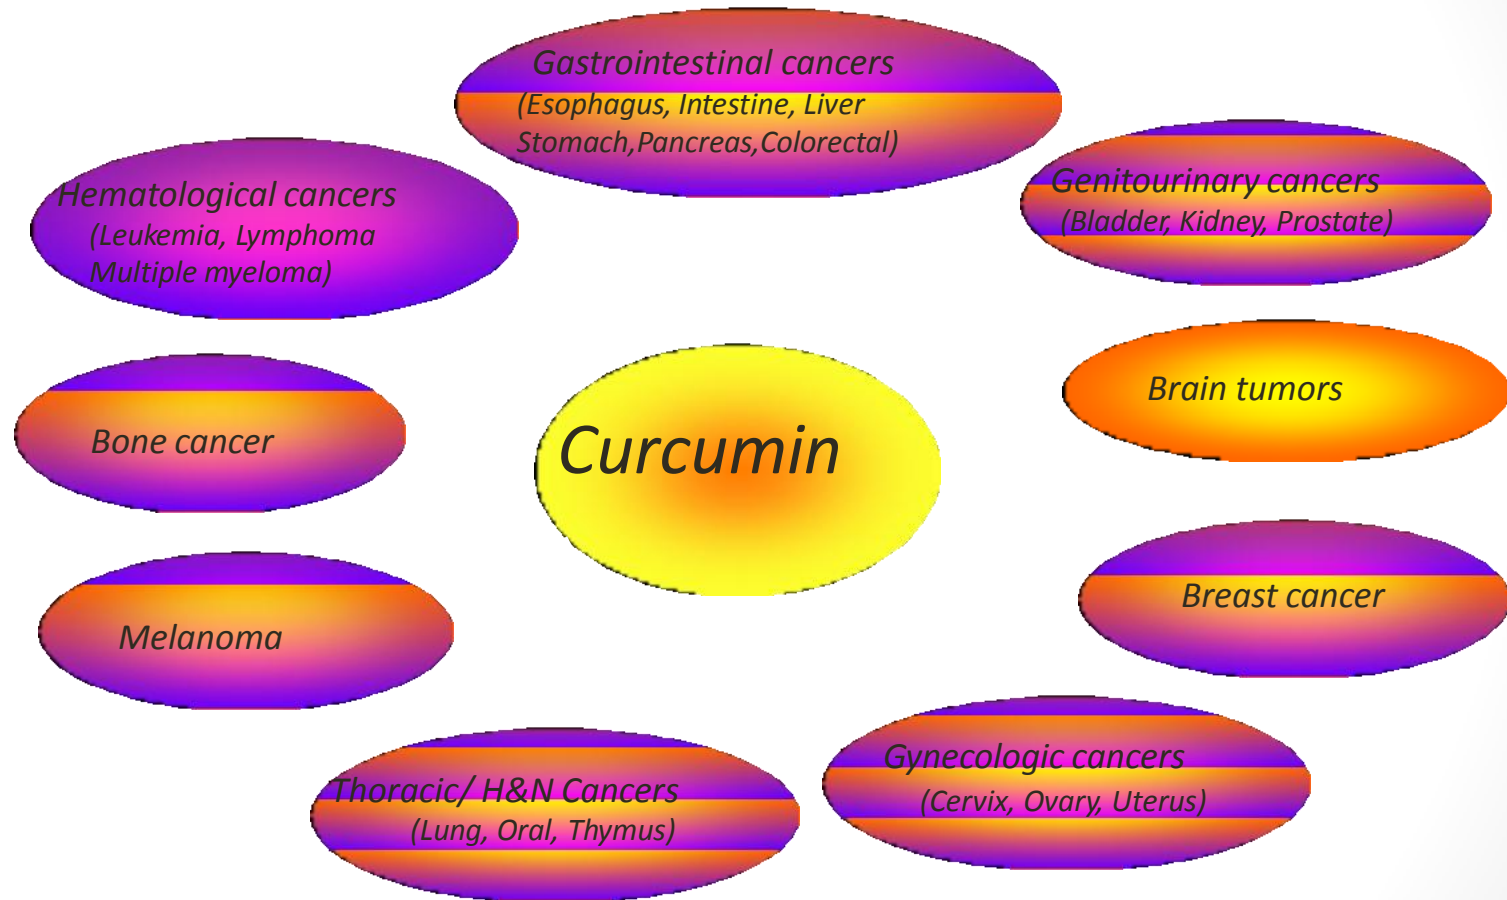 Gastrointestinal cancers
(Esophagus, Intestine, Liver
Stomach,Pancreas,Colorectal)
Hematological cancers
(Leukemia, Lymphoma
Multiple myeloma)
Genitourinary cancers
(Bladder, Kidney, Prostate)
Bone cancer
Curcumin
Brain tumors
Melanoma
Breast cancer
Thoracic/ H&N Cancers
(Lung, Oral, Thymus)
Gynecologic cancers
(Cervix, Ovary, Uterus)